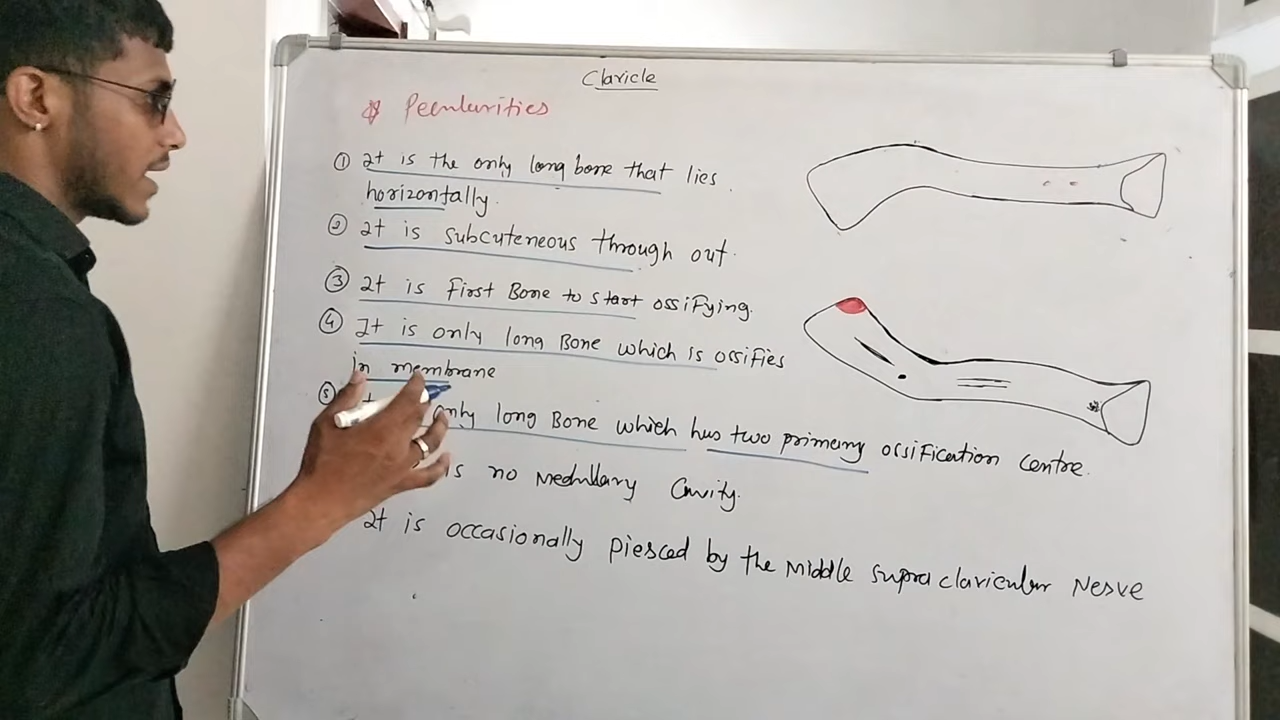 Clavicle
Peculiarities
① It is the only long bone that lies
horizontally.
② It is subcuteneous through out.
③ It is First Bone to start ossifying.
④ It is only long Bone which is ossifies
in membrane
⑤ only long Bone which has two primary ossification centre.
is no Medullary Cavity.
It is occasionally piesced by the Middle supra clavicular Nerve